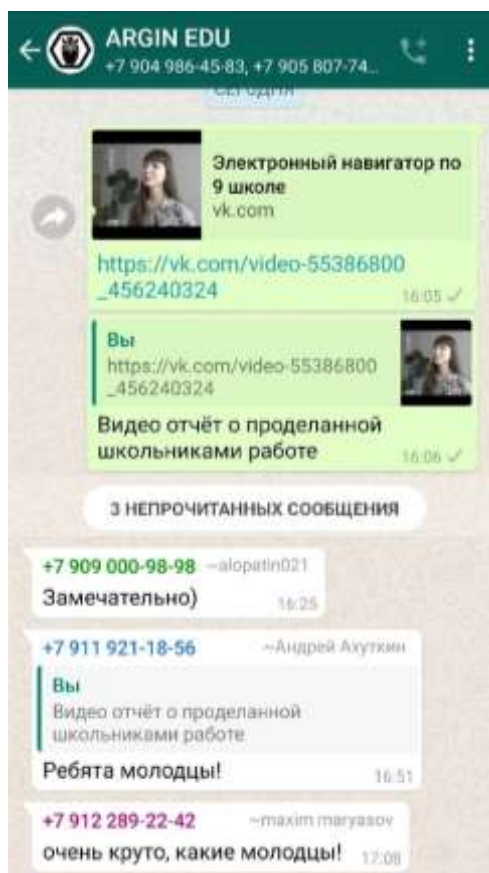 ARGIN EDU
+7 904 986-45-83, +7 905 807-74...
СЕГОДНЯ
Электронный навигатор по
9 школе
vk.com
https://vk.com/video-55386800
_456240324
16:05
Вы
https://vk.com/video-55386800
_456240324
Видео отчёт о проделанной
школьниками работе
16:06
3 НЕПРОЧИТАННЫХ СООБЩЕНИЯ
+7 909 000-98-98 ~alopatin021
Замечательно)
16:25
+7 911 921-18-56 ~Андрей Ахуткин
Вы
Видео отчёт о проделанной
школьниками работе
Ребята молодцы!
16:51
+7 912 289-22-42 ~maxim maryasov
очень круто, какие молодцы! 17:08